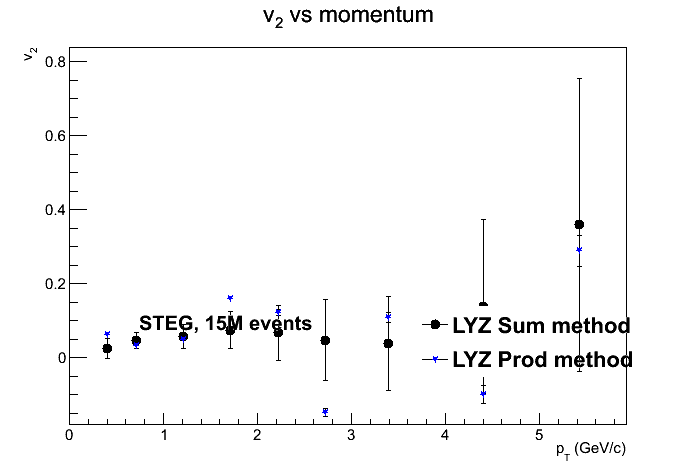 v2 vs momentum
v2
0.8
0.6
0.4
0.2
0
STEG, 15M events
LYZ Sum method
LYZ Prod method
0 1 2 3 4 5
pT (GeV/c)